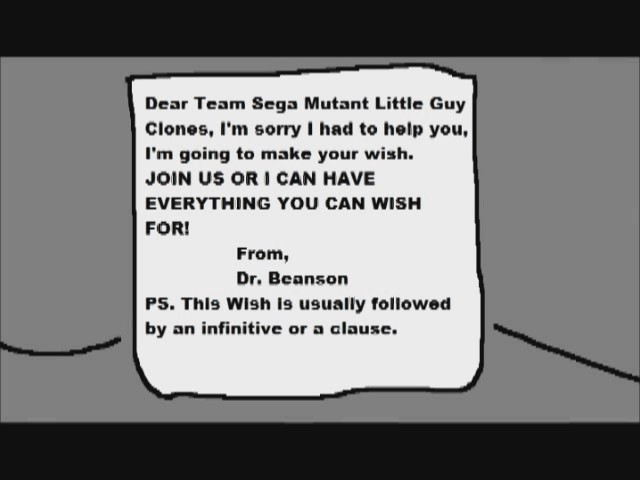 Dear Team Sega Mutant Little Guy
Clones, I'm sorry I had to help you,
I'm going to make your wish.
JOIN US OR I CAN HAVE
EVERYTHING YOU CAN WISH
FOR!
From,
Dr. Beanson
PS. This Wish is usually followed
by an infinitive or a clause.